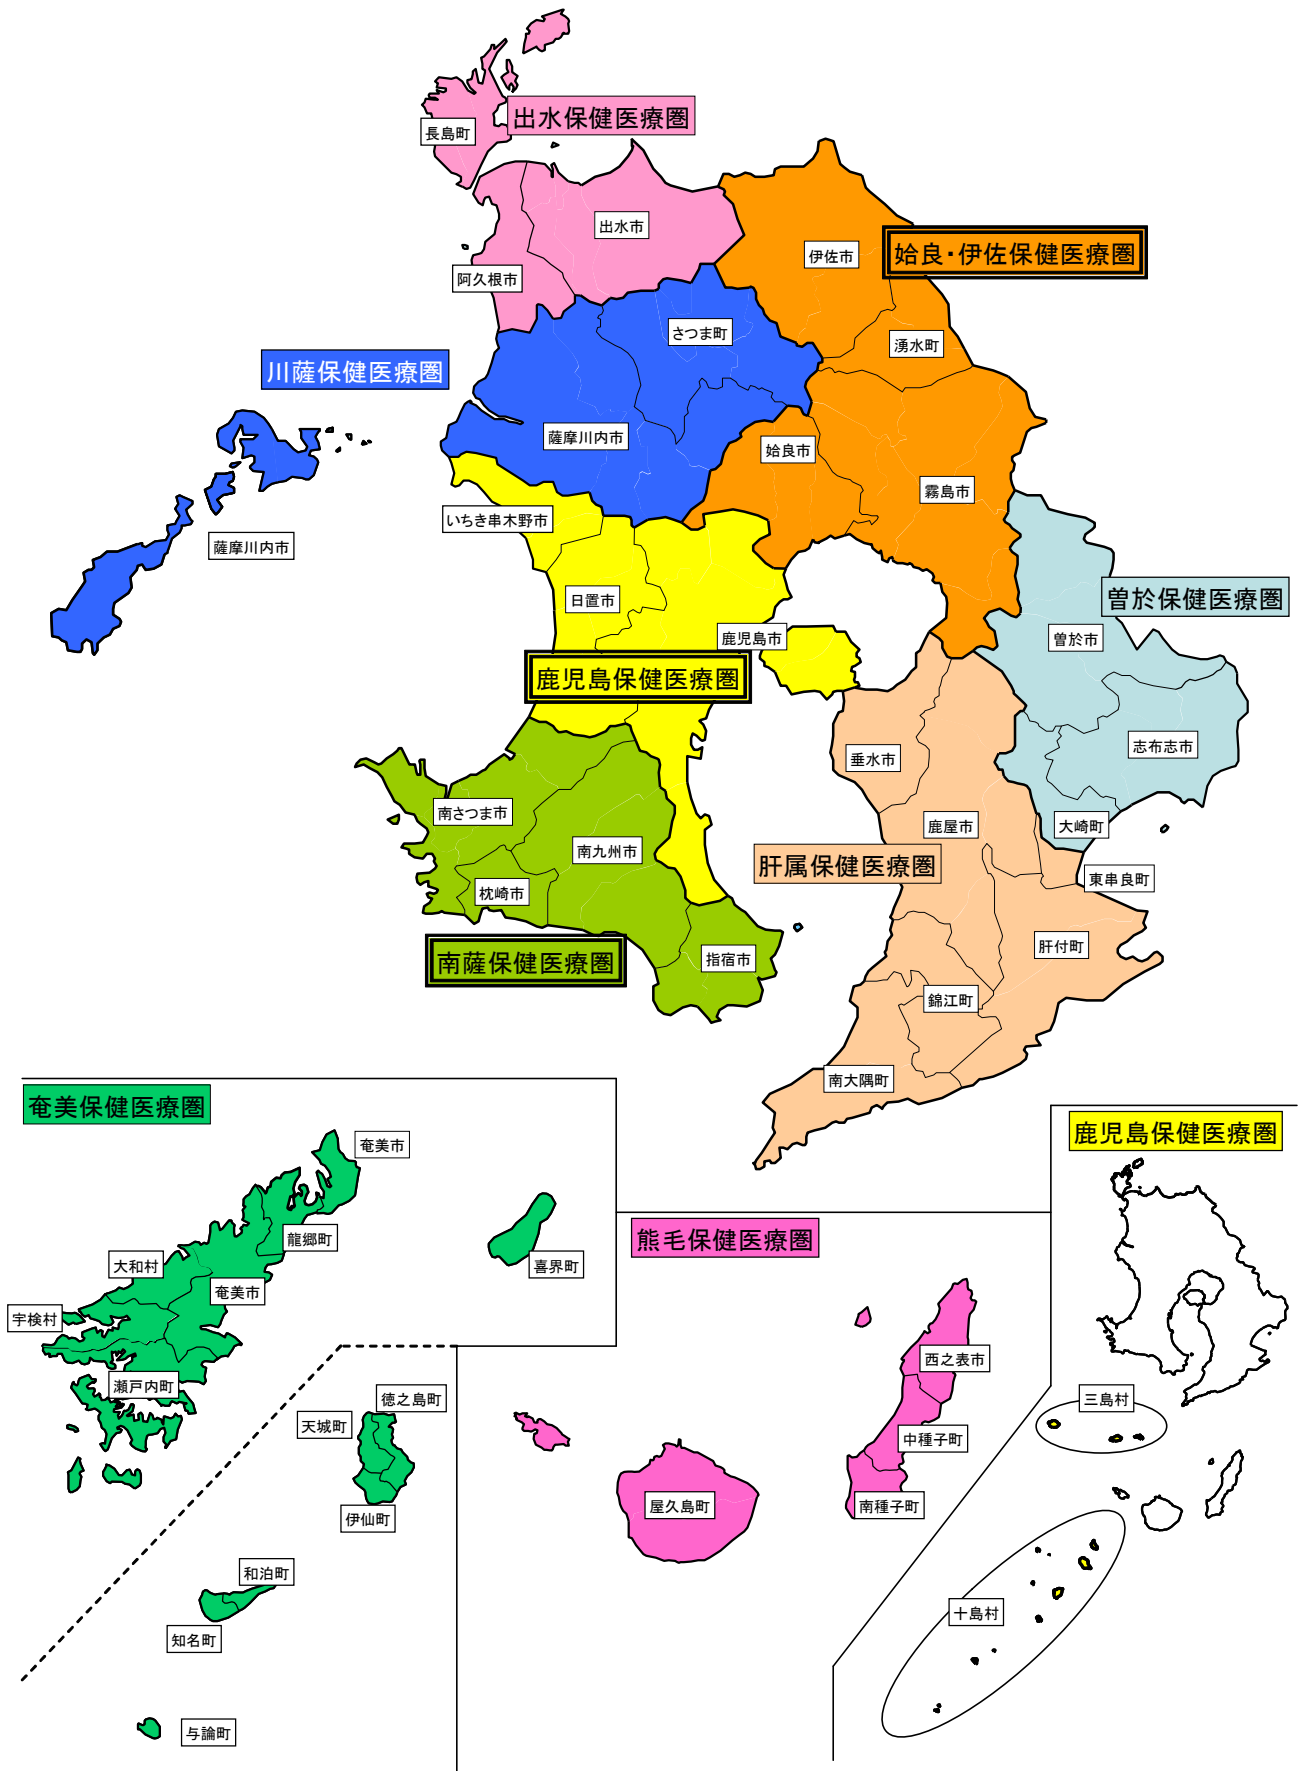 出水保健医療圏
長島町
出水市
阿久根市
伊佐市
姶良・伊佐保健医療圏
さつま町
湧水町
川薩保健医療圏
薩摩川内市
姶良市
霧島市
いちき串木野市
薩摩川内市
日置市
曽於保健医療圏
鹿児島市
曽於市
鹿児島保健医療圏
垂水市
志布志市
南さつま市
鹿屋市
大崎町
南九州市
肝属保健医療圏
東串良町
枕崎市
南薩保健医療圏
指宿市
肝付町
錦江町
南大隅町
奄美保健医療圏
鹿児島保健医療圏
奄美市
龍郷町
熊毛保健医療圏
大和村
喜界町
奄美市
宇検村
西之表市
瀬戸内町
徳之島町
三島村
天城町
中種子町
屋久島町
南種子町
伊仙町
和泊町
十島村
知名町
与論町